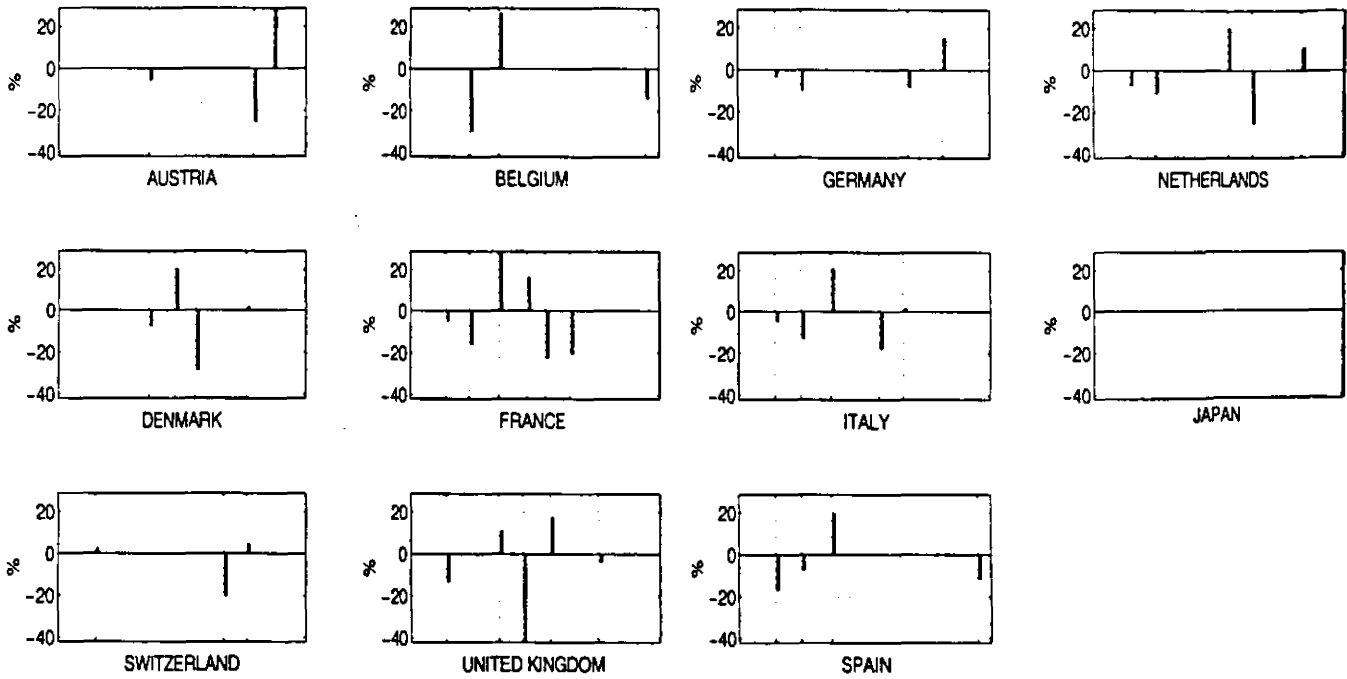 20 20 20 20
0 0 0 0
% % % %
-20 -20 -20 -20
-40 -40 -40 -40
AUSTRIA BELGIUM GERMANY NETHERLANDS
20 20 20 20
0 0 0 0
% % % %
-20 -20 -20 -20
-40 -40 -40 -40
DENMARK FRANCE ITALY JAPAN
20 20 20
0 0 0
% % %
-20 -20 -20
-40 -40 -40
SWITZERLAND UNITED KINGDOM SPAIN